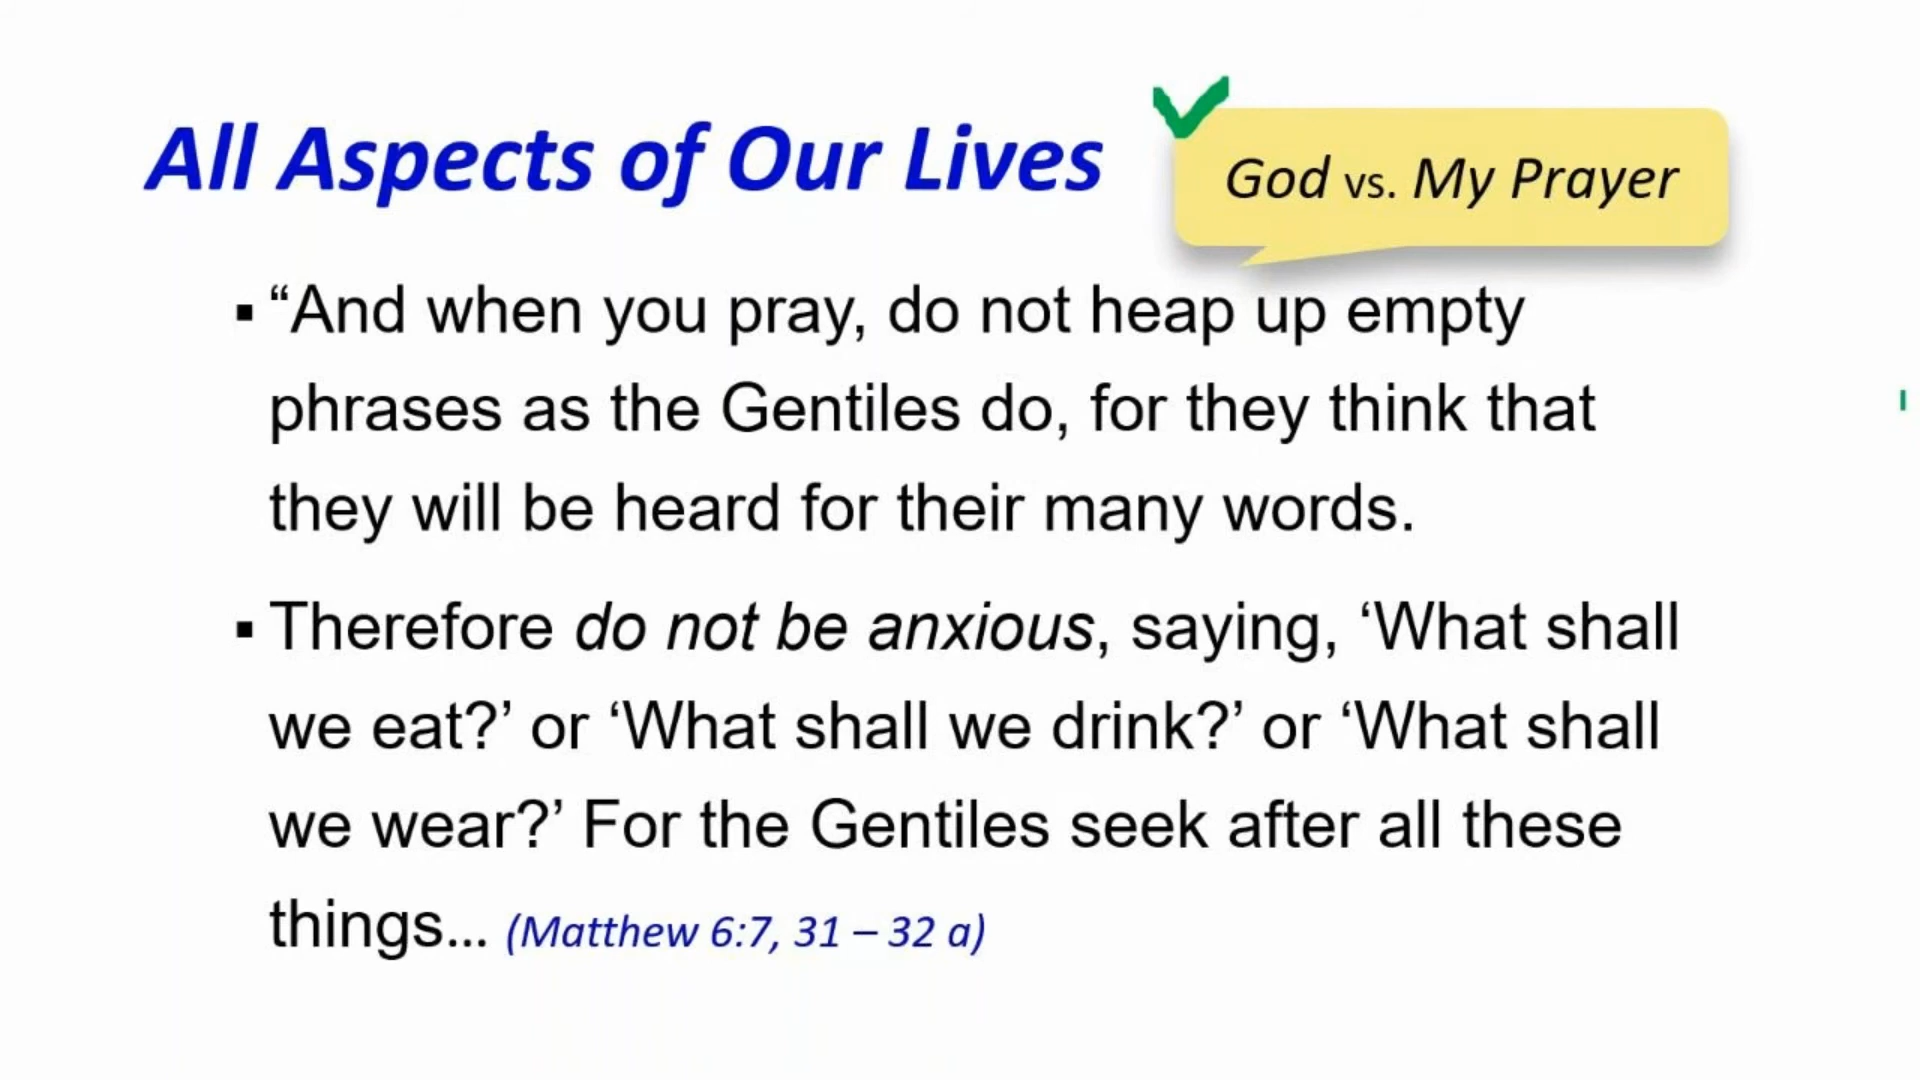 All Aspects of Our Lives
God vs. My Prayer
▪ “And when you pray, do not heap up empty
phrases as the Gentiles do, for they think that
they will be heard for their many words.
▪ Therefore do not be anxious, saying, ‘What shall
we eat?’ or ‘What shall we drink?’ or ‘What shall
we wear?’ For the Gentiles seek after all these
things... (Matthew 6:7, 31 – 32 a)